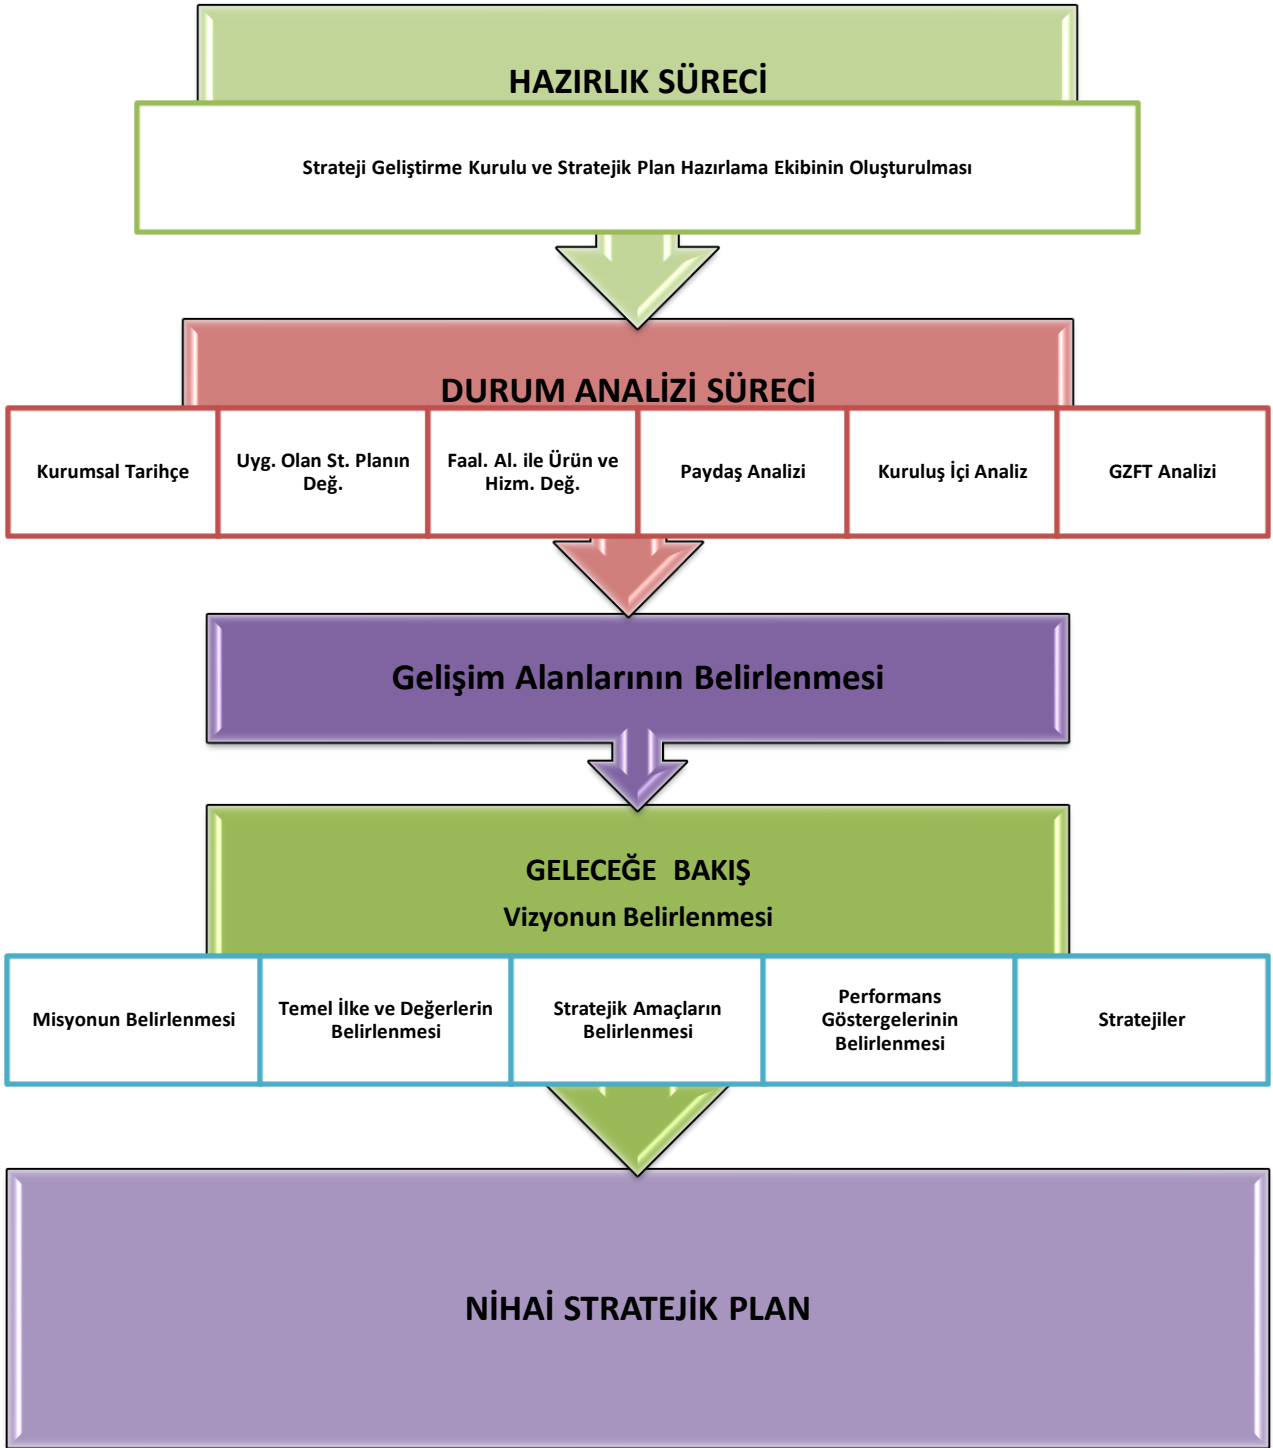 HAZIRLIK SÜRECİ
Strateji Geliştirme Kurulu ve Stratejik Plan Hazırlama Ekibinin Oluşturulması
DURUM ANALİZİ SÜRECİ
Kurumsal Tarihçe
Uyg. Olan St. Planın
Değ.
Faal. Al. ile Ürün ve
Hizm. Değ.
Paydaş Analizi
Kuruluş İçi Analiz
GZFT Analizi
Gelişim Alanlarının Belirlenmesi
GELECEĞE  BAKIŞ
Vizyonun Belirlenmesi
Misyonun Belirlenmesi
Temel İlke ve Değerlerin
Belirlenmesi
Stratejik Amaçların
Belirlenmesi
Performans
Göstergelerinin
Belirlenmesi
Stratejiler
NİHAİ STRATEJİK PLAN